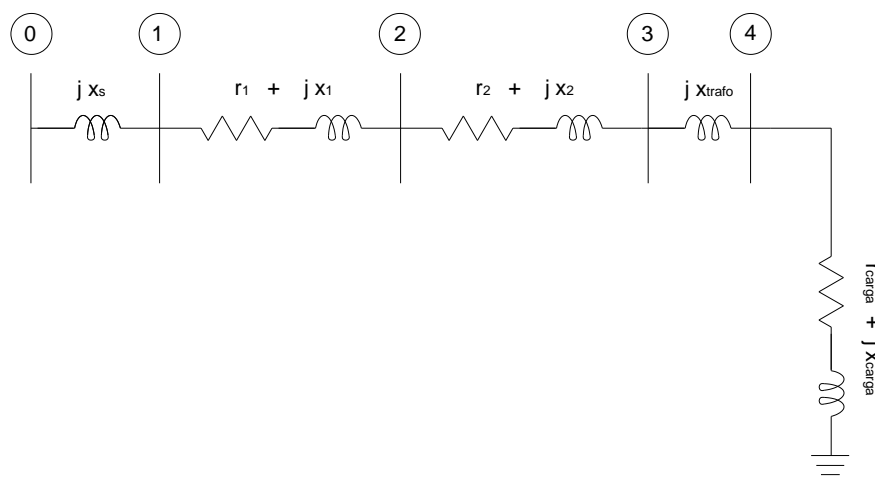 0
1
2
3
4
j xs
r1 + j x1
r2 + j x2
j xtrafo
rcarga + j xcarga